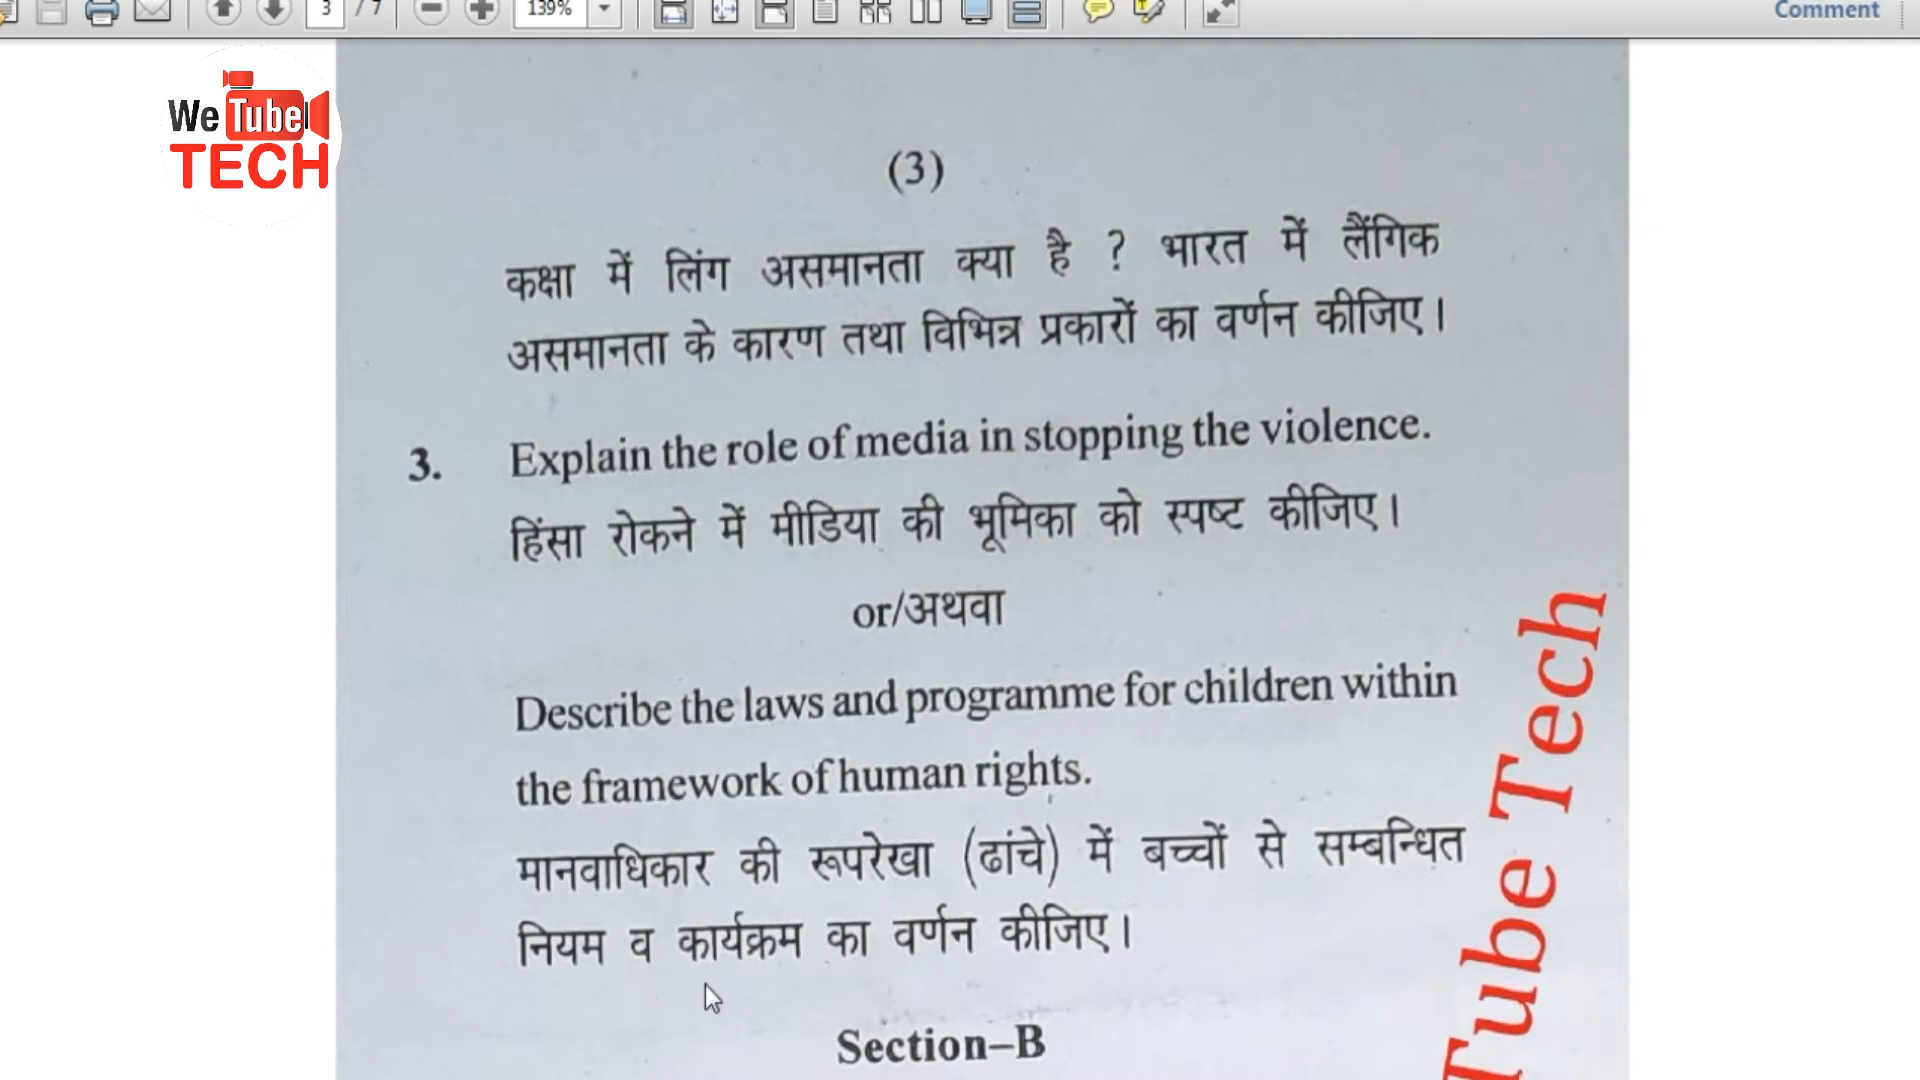 3 / 7
139%
Comment
We Tube
TECH
(3)
कक्षा में लिंग असमानता क्या है ? भारत में लैंगिक
असमानता के कारण तथा विभिन्न प्रकारों का वर्णन कीजिए।
3. Explain the role of media in stopping the violence.
हिंसा रोकने में मीडिया की भूमिका को स्पष्ट कीजिए।
or/अथवा
Describe the laws and programme for children within
the framework of human rights.
मानवाधिकार की रूपरेखा (ढांचे) में बच्चों से सम्बन्धित
नियम व कार्यक्रम का वर्णन कीजिए।
Section–B
Tube Tech